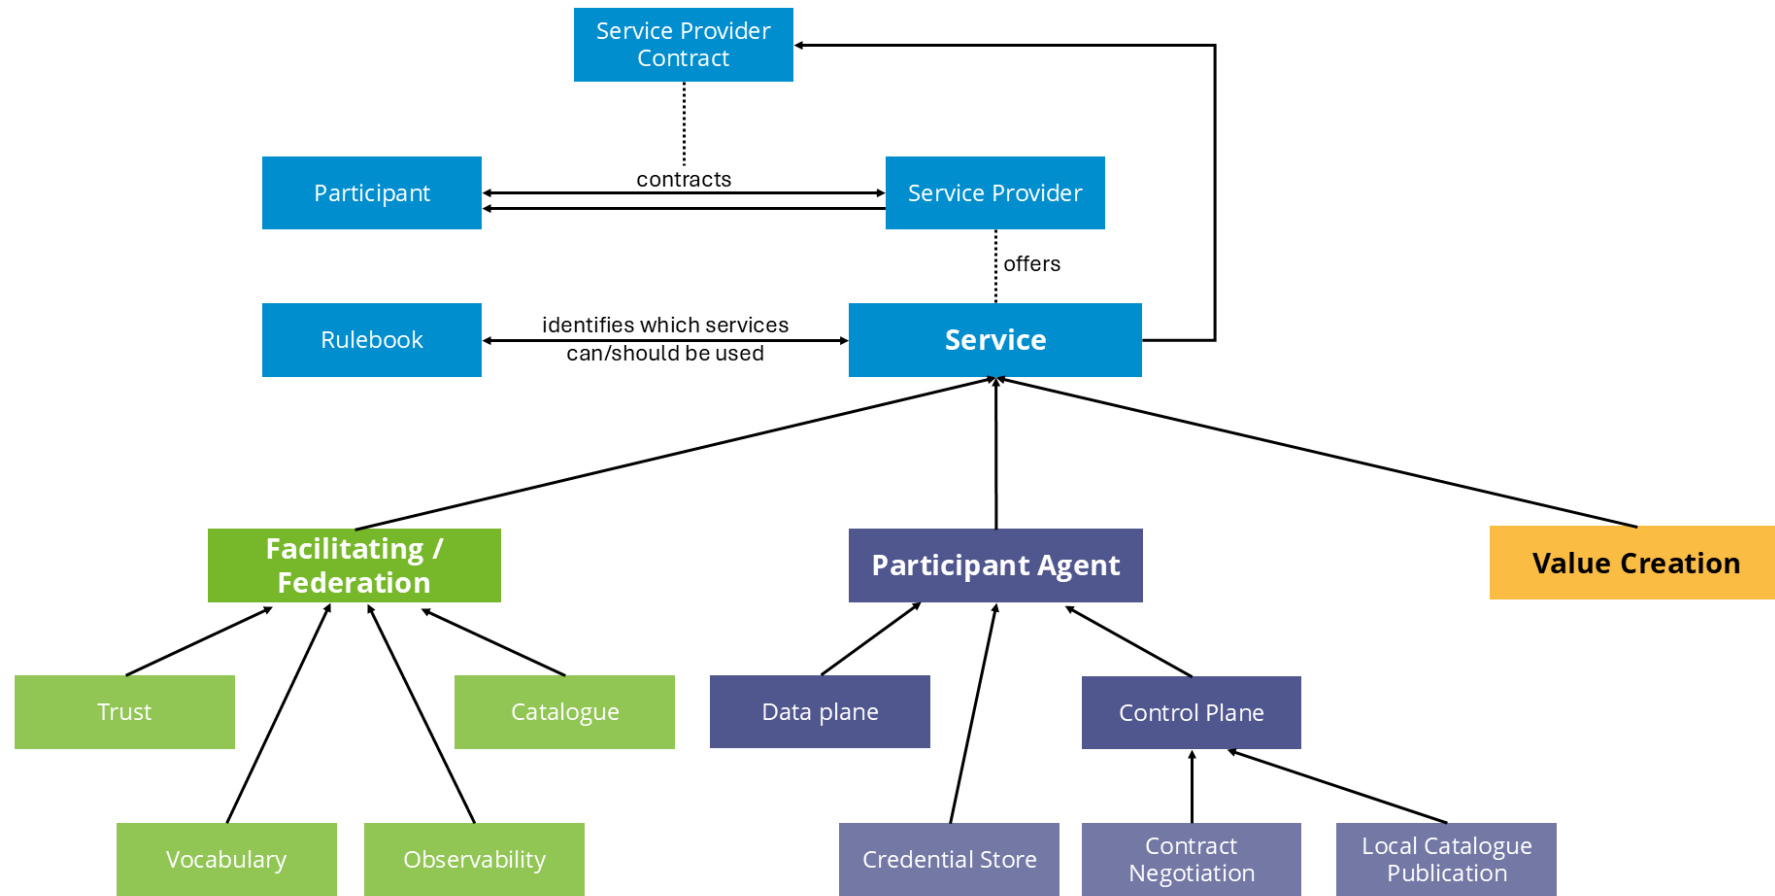 Service Provider
Contract
contracts
Participant
Service Provider
offers
Rulebook
identifies which services
can/should be used
Service
Facilitating /
Federation
Participant Agent
Value Creation
Trust
Catalogue
Data plane
Control Plane
Vocabulary
Observability
Credential Store
Contract
Negotiation
Local Catalogue
Publication